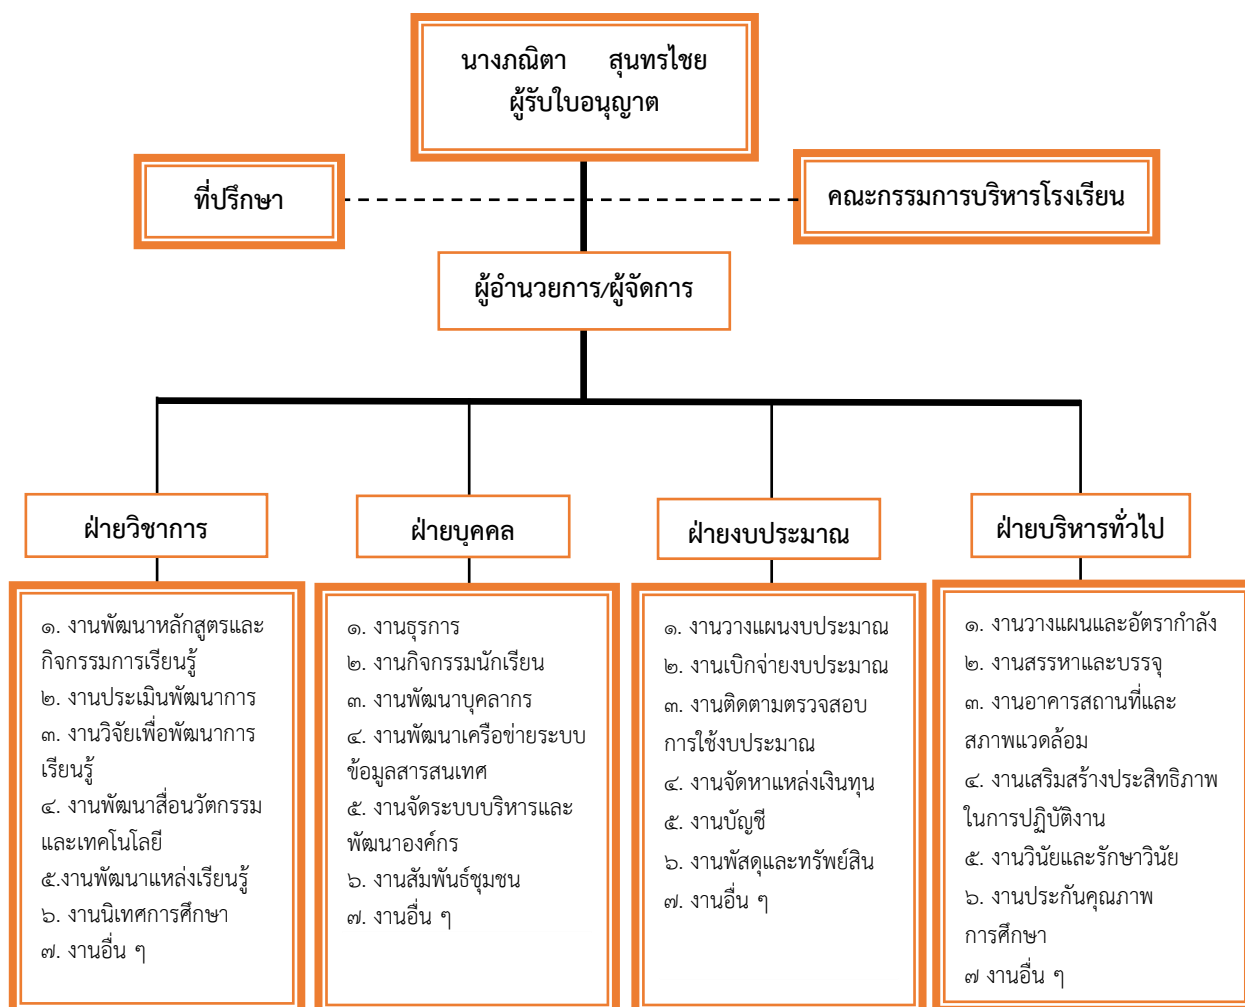 นางภณิตา สุนทรไชย
ผู้รับใบอนุญาต
ที่ปรึกษา
คณะกรรมการบริหารโรงเรียน
ผู้อำนวยการ/ผู้จัดการ
ฝ่ายวิชาการ
๑. งานพัฒนาหลักสูตรและ
กิจกรรมการเรียนรู้
๒. งานประเมินพัฒนาการ
๓. งานวิจัยเพื่อพัฒนาการ
เรียนรู้
๔. งานพัฒนาสื่อนวัตกรรม
และเทคโนโลยี
๕.งานพัฒนาแหล่งเรียนรู้
๖. งานนิเทศการศึกษา
๗. งานอื่น ๆ
ฝ่ายบุคคล
๑. งานธุรการ
๒. งานกิจกรรมนักเรียน
๓. งานพัฒนาบุคลากร
๔. งานพัฒนาเครือข่ายระบบ
ข้อมูลสารสนเทศ
๕. งานจัดระบบบริหารและ
พัฒนาองค์กร
๖. งานสัมพันธ์ชุมชน
๗. งานอื่น ๆ
ฝ่ายงบประมาณ
๑. งานวางแผนงบประมาณ
๒. งานเบิกจ่ายงบประมาณ
๓. งานติดตามตรวจสอบ
การใช้งบประมาณ
๔. งานจัดหาแหล่งเงินทุน
๕. งานบัญชี
๖. งานพัสดุและทรัพย์สิน
๗. งานอื่น ๆ
ฝ่ายบริหารทั่วไป
๑. งานวางแผนและอัตรากำลัง
๒. งานสรรหาและบรรจุ
๓. งานอาคารสถานที่และ
สภาพแวดล้อม
๔. งานเสริมสร้างประสิทธิภาพ
ในการปฏิบัติงาน
๕. งานวินัยและรักษาวินัย
๖. งานประกันคุณภาพ
การศึกษา
๗ งานอื่น ๆ